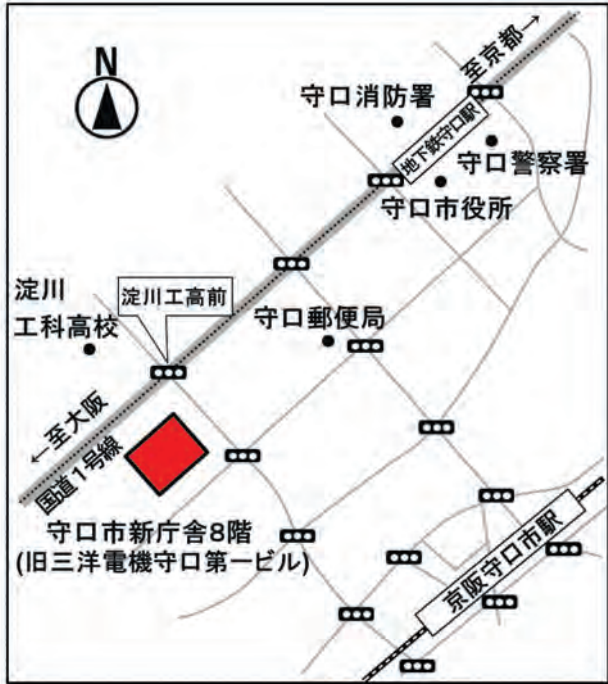 N
至京都→
守口消防署
地下鉄守口駅
守口警察署
守口市役所
淀川
工科高校
淀川工高前
守口郵便局
←至大阪
国道1号線
守口市新庁舎8階
(旧三洋電機守口第一ビル)
京阪守口市駅